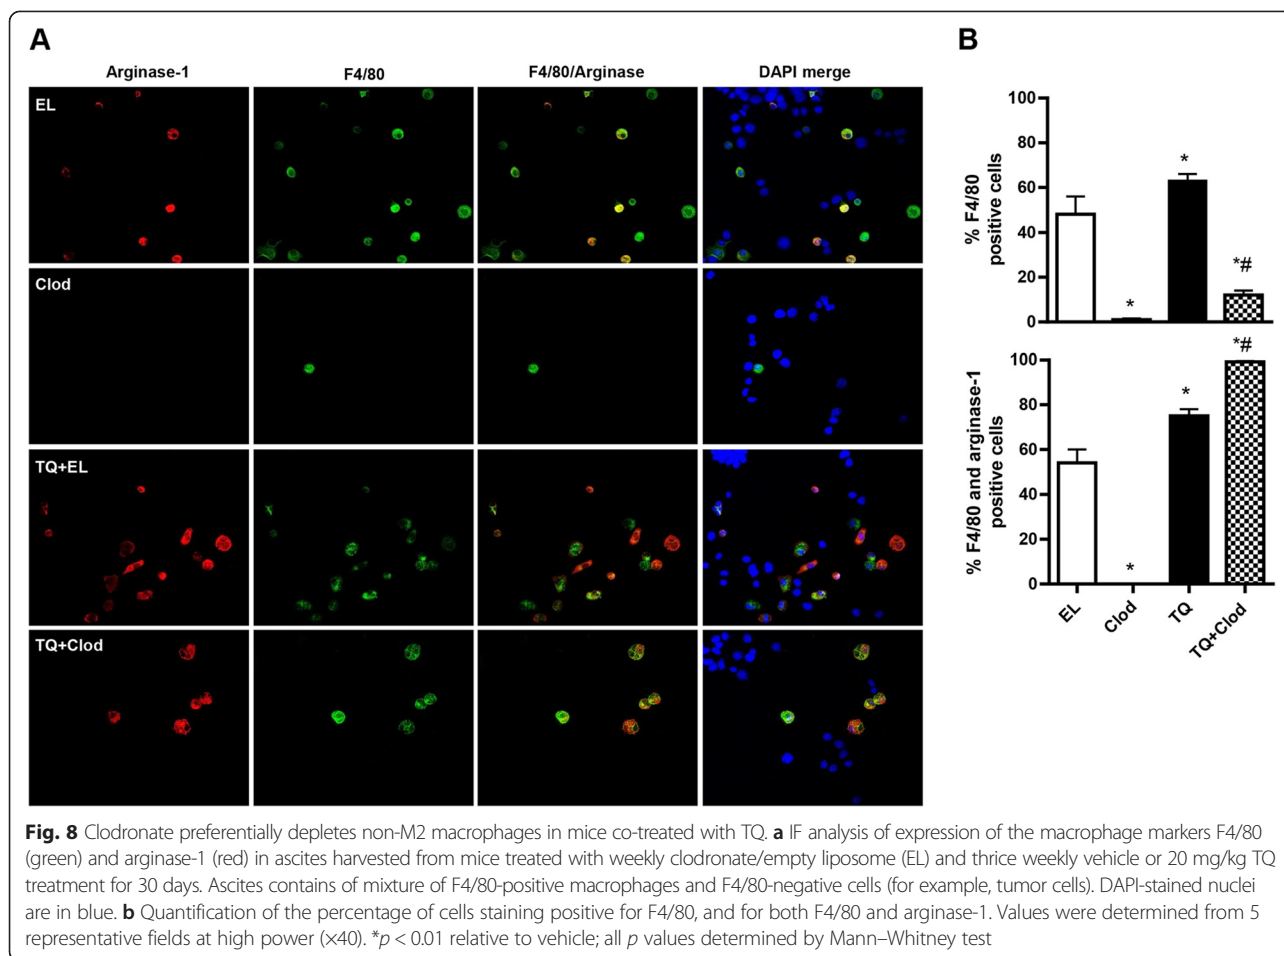 A
Arginase-1 F4/80 F4/80/Arginase DAPI merge
EL
Clod
TQ+EL
TQ+Clod
B
% F4/80
positive cells
100
80
60
40
20
0
*
*
*#
% F4/80 and arginase-1
positive cells
100
80
60
40
20
0
*
*
*#
EL Clod TQ TQ+Clod
Fig. 8 Clodronate preferentially depletes non-M2 macrophages in mice co-treated with TQ. a IF analysis of expression of the macrophage markers F4/80
(green) and arginase-1 (red) in ascites harvested from mice treated with weekly clodronate/empty liposome (EL) and thrice weekly vehicle or 20 mg/kg TQ
treatment for 30 days. Ascites contains of mixture of F4/80-positive macrophages and F4/80-negative cells (for example, tumor cells). DAPI-stained nuclei
are in blue. b Quantification of the percentage of cells staining positive for F4/80, and for both F4/80 and arginase-1. Values were determined from 5
representative fields at high power (×40). *p < 0.01 relative to vehicle; all p values determined by Mann–Whitney test